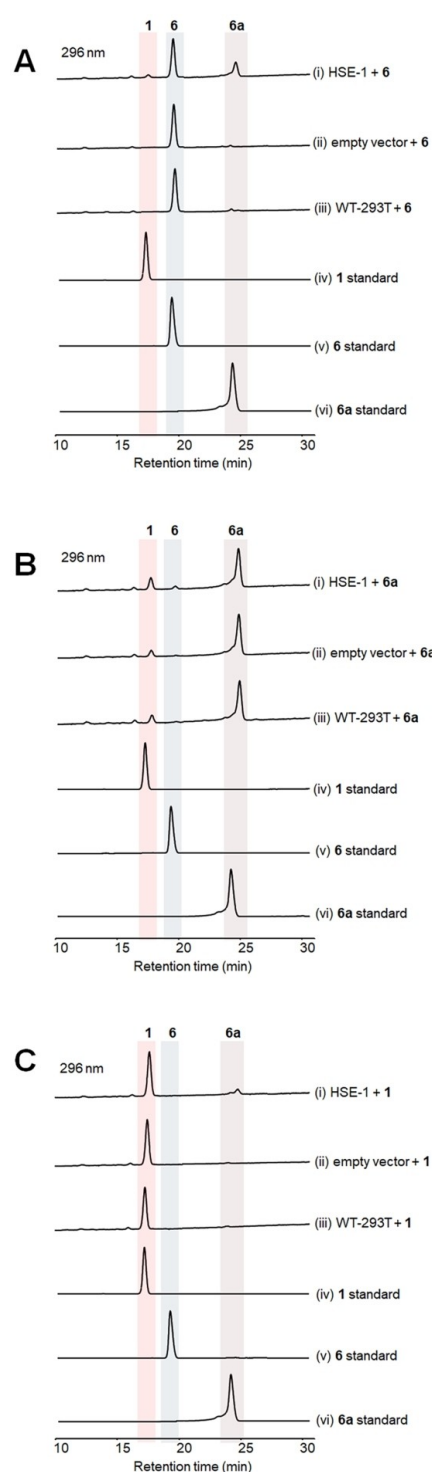 1 6 6a
A
296 nm
(i) HSE-1 + 6
(ii) empty vector + 6
(iii) WT-293T + 6
(iv) 1 standard
(v) 6 standard
(vi) 6a standard
10 15 20 25 30
Retention time (min)
1 6 6a
B
296 nm
(i) HSE-1 + 6a
(ii) empty vector + 6a
(iii) WT-293T + 6a
(iv) 1 standard
(v) 6 standard
(vi) 6a standard
10 15 20 25 30
Retention time (min)
1 6 6a
C
296 nm
(i) HSE-1 + 1
(ii) empty vector + 1
(iii) WT-293T + 1
(iv) 1 standard
(v) 6 standard
(vi) 6a standard
10 15 20 25 30
Retention time (min)